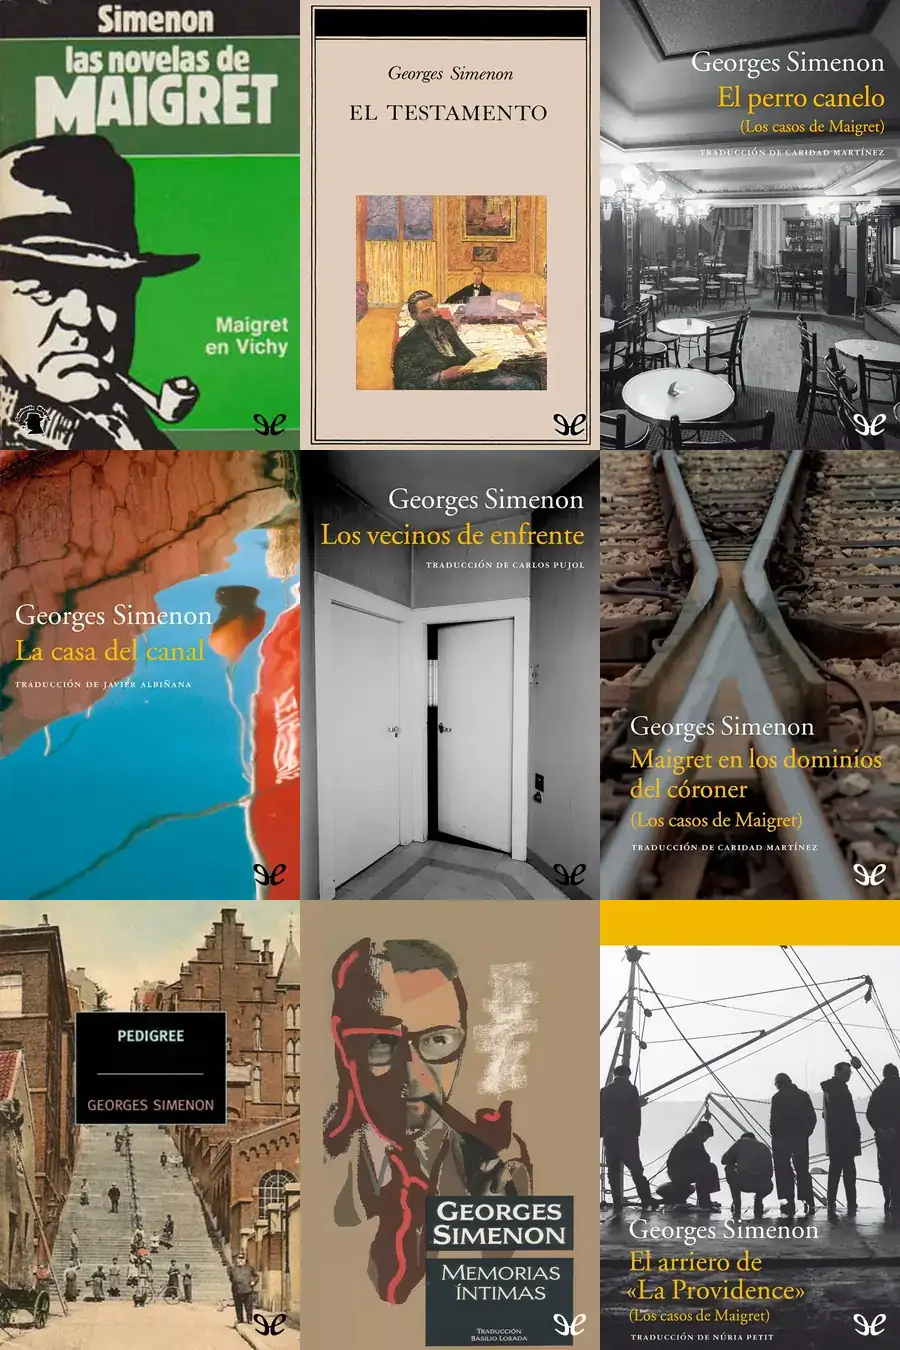 Simenon
las novelas de
MAIGRET
Maigret
en Vichy
Georges Simenon
EL TESTAMENTO
Georges Simenon
El perro canelo
(Los casos de Maigret)
TRADUCCIÓN DE CARIDAD MARTÍNEZ
Georges Simenon
La casa del canal
TRADUCCIÓN DE JAVIER ALBIÑANA
Georges Simenon
Los vecinos de enfrente
TRADUCCIÓN DE CARLOS PUJOL
Georges Simenon
Maigret en los dominios
del córoner
(Los casos de Maigret)
TRADUCCIÓN DE CARIDAD MARTÍNEZ
PEDIGREE
GEORGES SIMENON
GEORGES
SIMENON
MEMORIAS
ÍNTIMAS
TRADUCCIÓN
BASILIO LOSADA
Georges Simenon
El arriero de
«La Providence»
(Los casos de Maigret)
TRADUCCIÓN DE NÚRIA PETIT